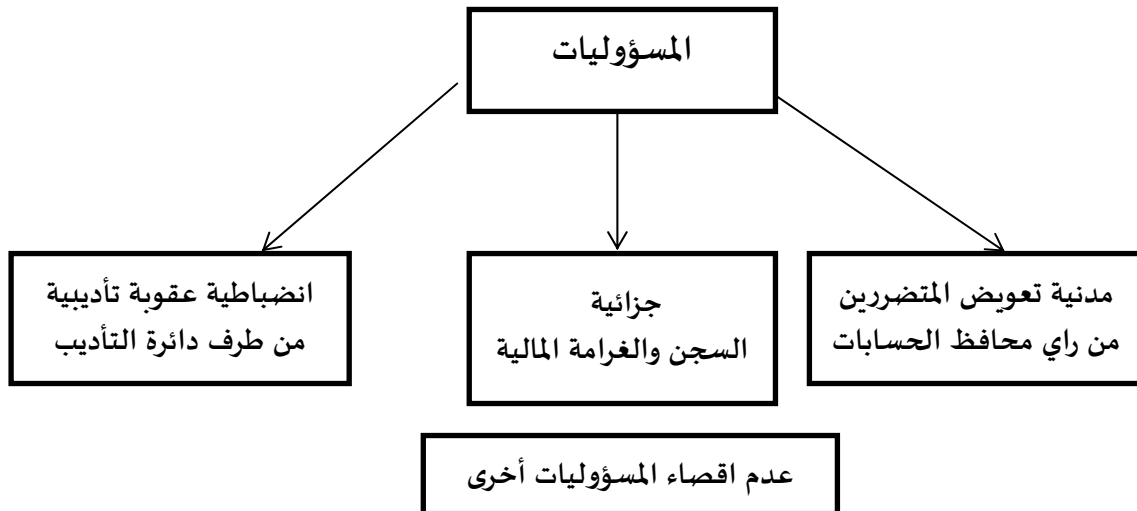 المسؤوليات
مدنية تعويض المتضررين
من راي محافظ الحسابات
جزائية
السجن والغرامة المالية
انضباطية عقوبة تأديبية
من طرف دائرة التأديب
عدم اقصاء المسؤوليات أخرى